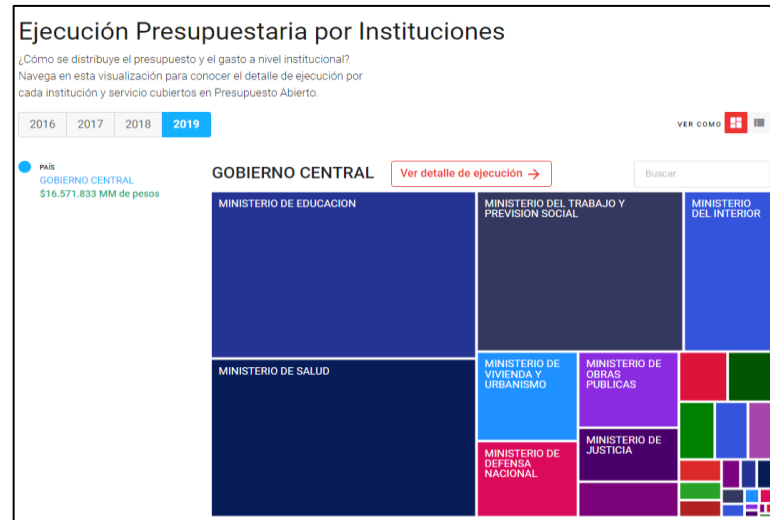 Ejecución Presupuestaria por Instituciones
¿Cómo se distribuye el presupuesto y el gasto a nivel institucional?
Navega en esta visualización para conocer el detalle de ejecución por
cada institución y servicio cubiertos en Presupuesto Abierto.
2016 2017 2018 2019
VER COMO
PAÍS
GOBIERNO CENTRAL
$16.571.833 MM de pesos
GOBIERNO CENTRAL
Ver detalle de ejecución →
Buscar
MINISTERIO DE EDUCACION
MINISTERIO DEL TRABAJO Y
PREVISION SOCIAL
MINISTERIO
DEL INTERIOR
MINISTERIO DE SALUD
MINISTERIO DE
VIVIENDA Y
URBANISMO
MINISTERIO DE
OBRAS
PUBLICAS
MINISTERIO DE
DEFENSA
NACIONAL
MINISTERIO DE
JUSTICIA